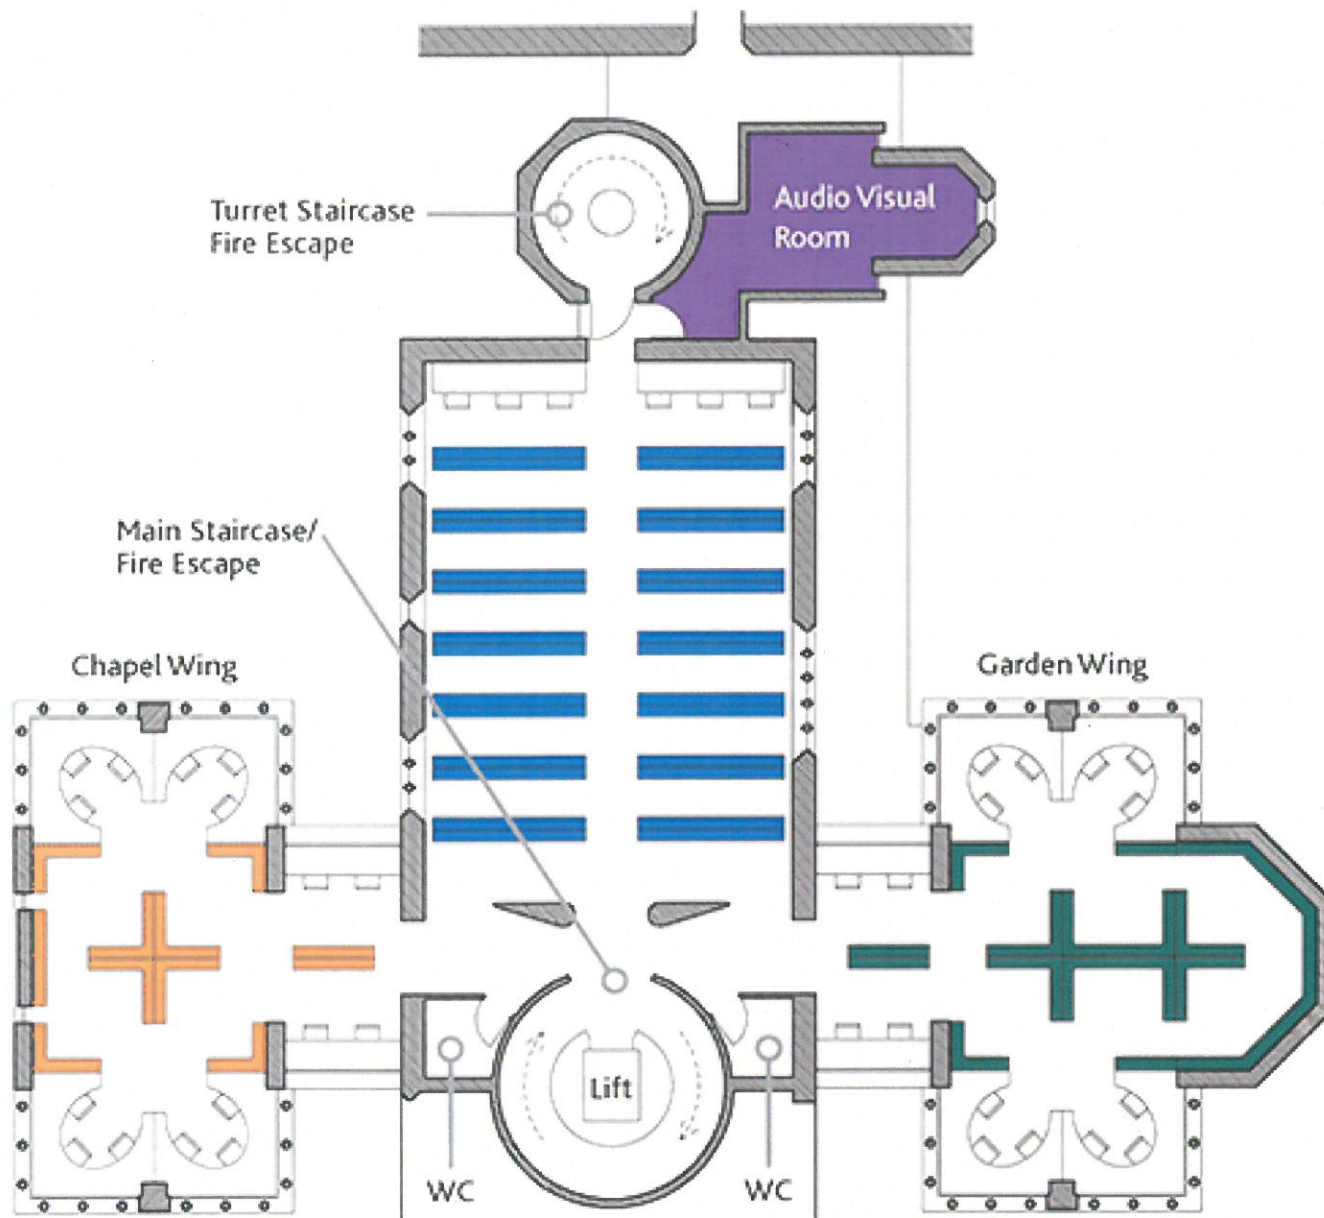 Audio Visual
Room
Turret Staircase
Fire Escape
Main Staircase/
Fire Escape
Chapel Wing
Garden Wing
Lift
WC
WC